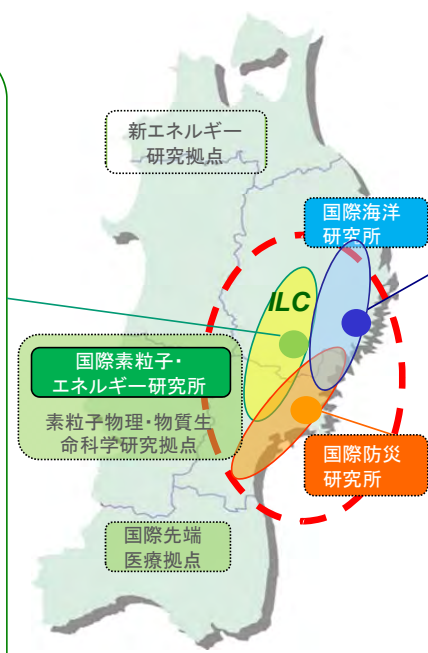 新エネルギー
研究拠点
国際海洋
研究所
ILC
国際素粒子・
エネルギー研究所
素粒子物理・物質生
命科学研究拠点
国際防災
研究所
国際先端
医療拠点